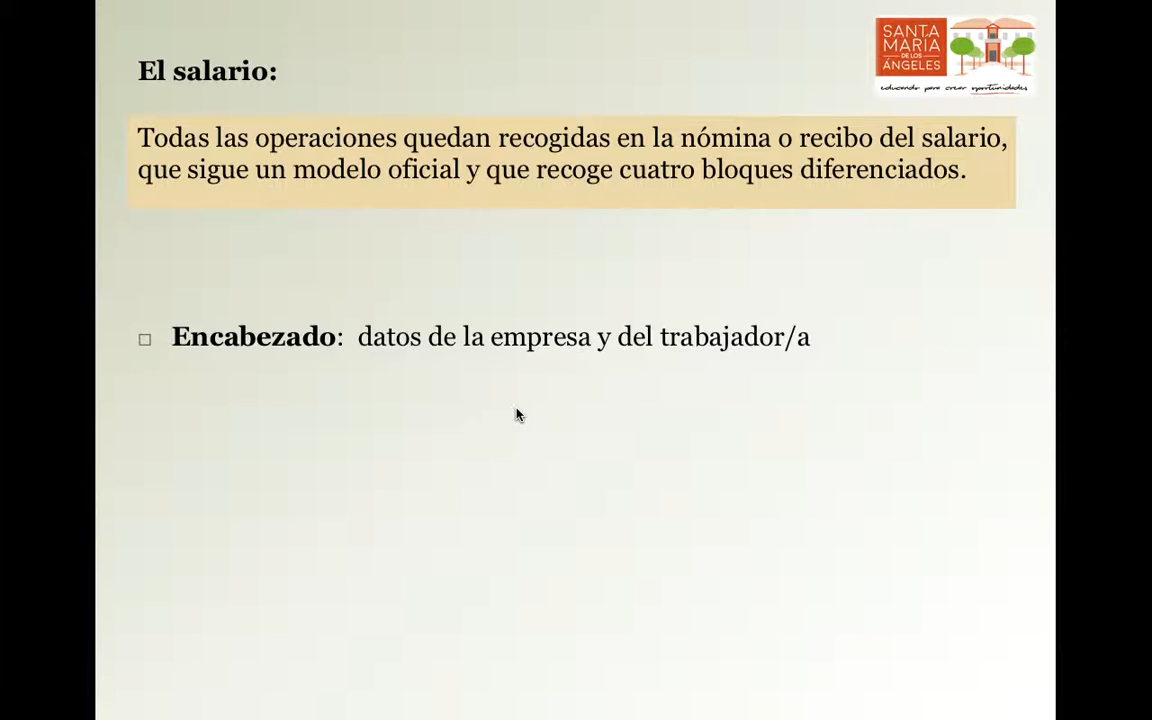 SANTA
MARÍA
DE LOS
ÁNGELES
educando para crear oportunidades
El salario:
Todas las operaciones quedan recogidas en la nómina o recibo del salario,
que sigue un modelo oficial y que recoge cuatro bloques diferenciados.
Encabezado: datos de la empresa y del trabajador/a